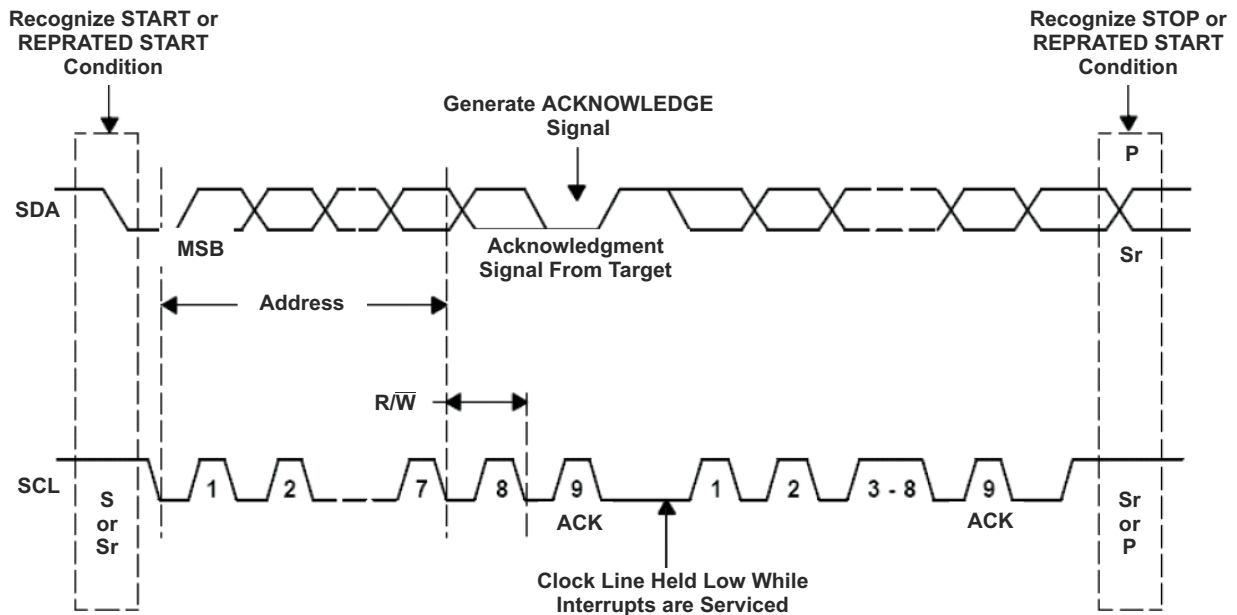 Recognize START or
REPRATED START
Condition
Recognize STOP or
REPRATED START
Condition
Generate ACKNOWLEDGE
Signal
P
SDA
MSB
Acknowledgment
Signal From Target
Sr
Address
R/W̅
SCL
1
2
7
8
9
1
2
3 - 8
9
ACK
ACK
S
or
Sr
Sr
or
P
Clock Line Held Low While
Interrupts are Serviced